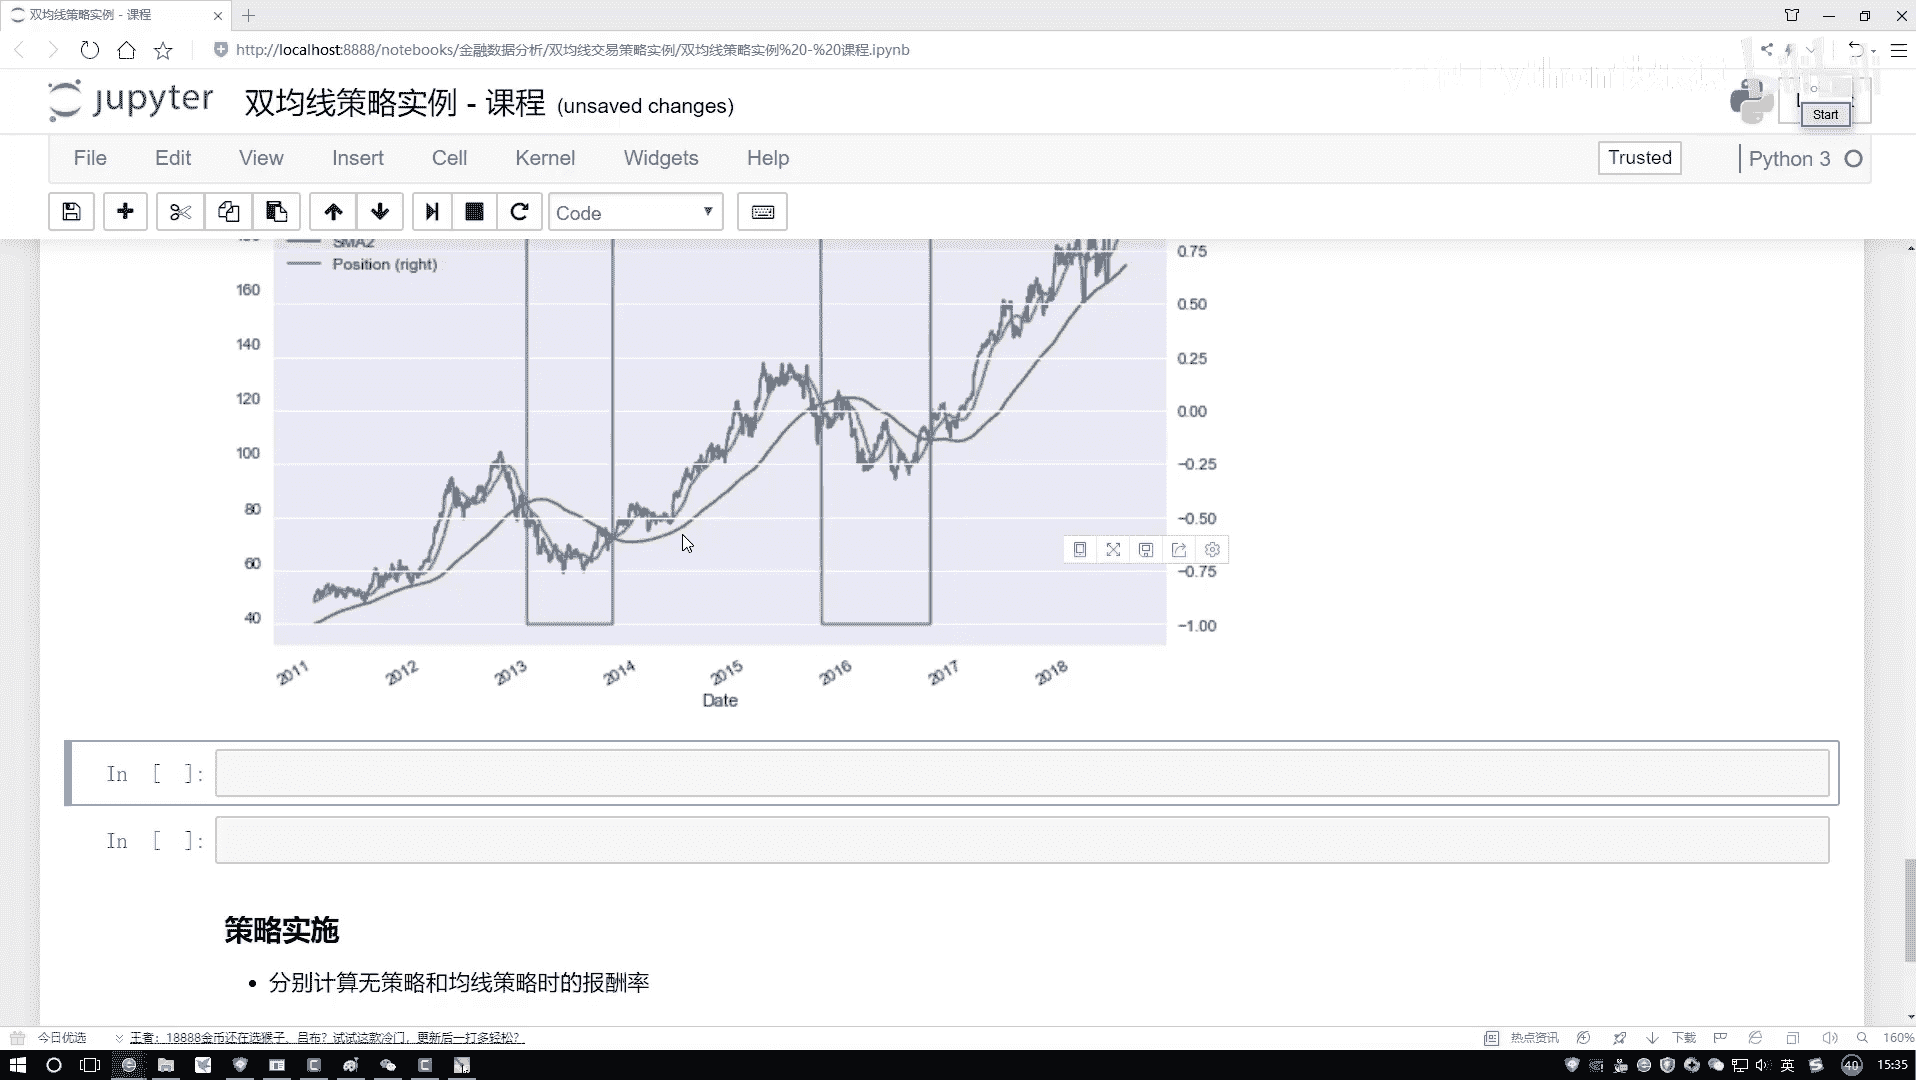 双均线策略实例 - 课程
http://localhost:8888/notebooks/金融数据分析/双均线交易策略实例/双均线策略实例%20-%20课程.ipynb
jupyter 双均线策略实例 - 课程 (unsaved changes)
Start
File Edit View Insert Cell Kernel Widgets Help
Trusted
Python 3
Code
SMA2
Position (right)
160
140
120
100
80
60
40
0.75
0.50
0.25
0.00
−0.25
−0.50
−0.75
−1.00
2011 2012 2013 2014 2015 2016 2017 2018
Date
In [ ]:
In [ ]:
策略实施
• 分别计算无策略和均线策略时的报酬率
今日优选
王者：18888金币还在选猴子、吕布？试试这款冷门，更新后一打多轻松？
热点资讯
下载
160%
英
40
15:35